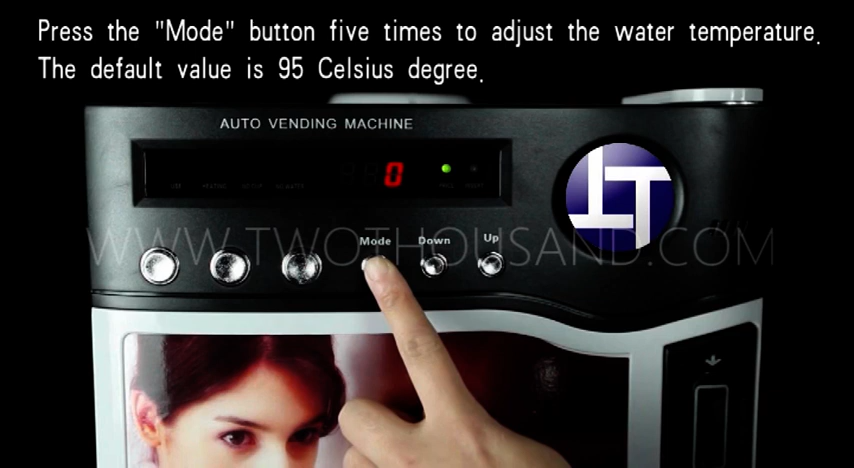 Press the "Mode" button five times to adjust the water temperature.
The default value is 95 Celsius degree.
AUTO VENDING MACHINE
0
WWW.TWOTHOUSAND.COM
Mode Down Up